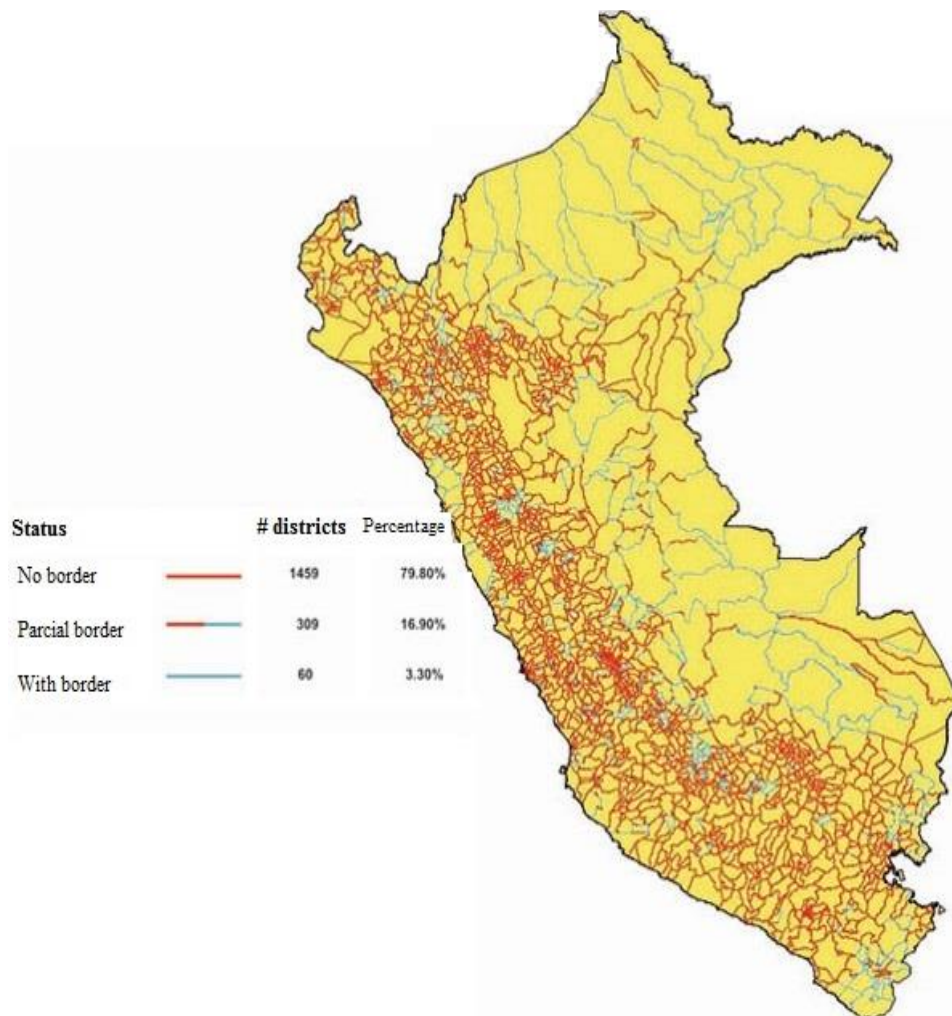 Status # districts Percentage
No border 1459 79.80%
Parcial border 309 16.90%
With border 60 3.30%